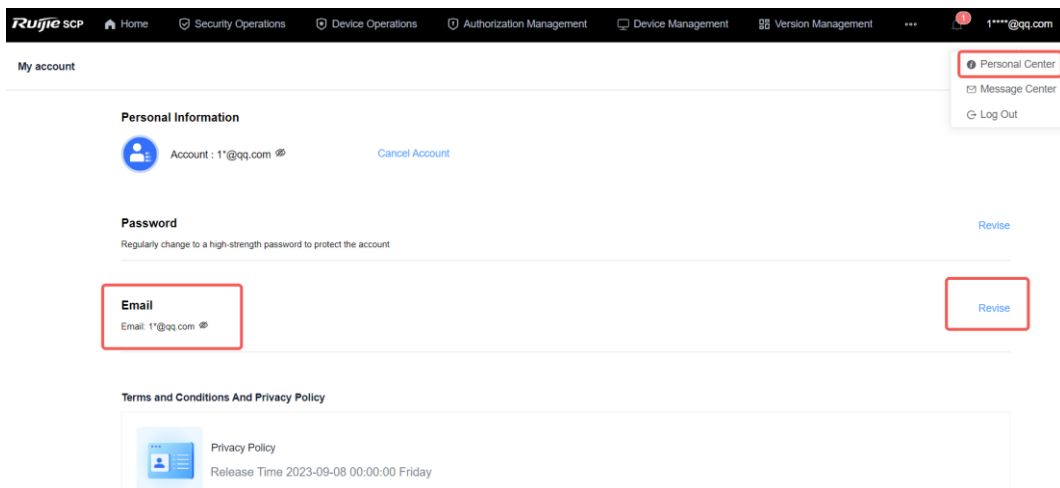 Ruijie SCP Home Security Operations Device Operations Authorization Management Device Management Version Management ... 1 1****@qq.com
My account
Personal Center
Message Center
Log Out
Personal Information
Account : 1*@qq.com Cancel Account
Password
Revise
Regularly change to a high-strength password to protect the account
Email
Revise
Email: 1*@qq.com
Terms and Conditions And Privacy Policy
Privacy Policy
Release Time 2023-09-08 00:00:00 Friday